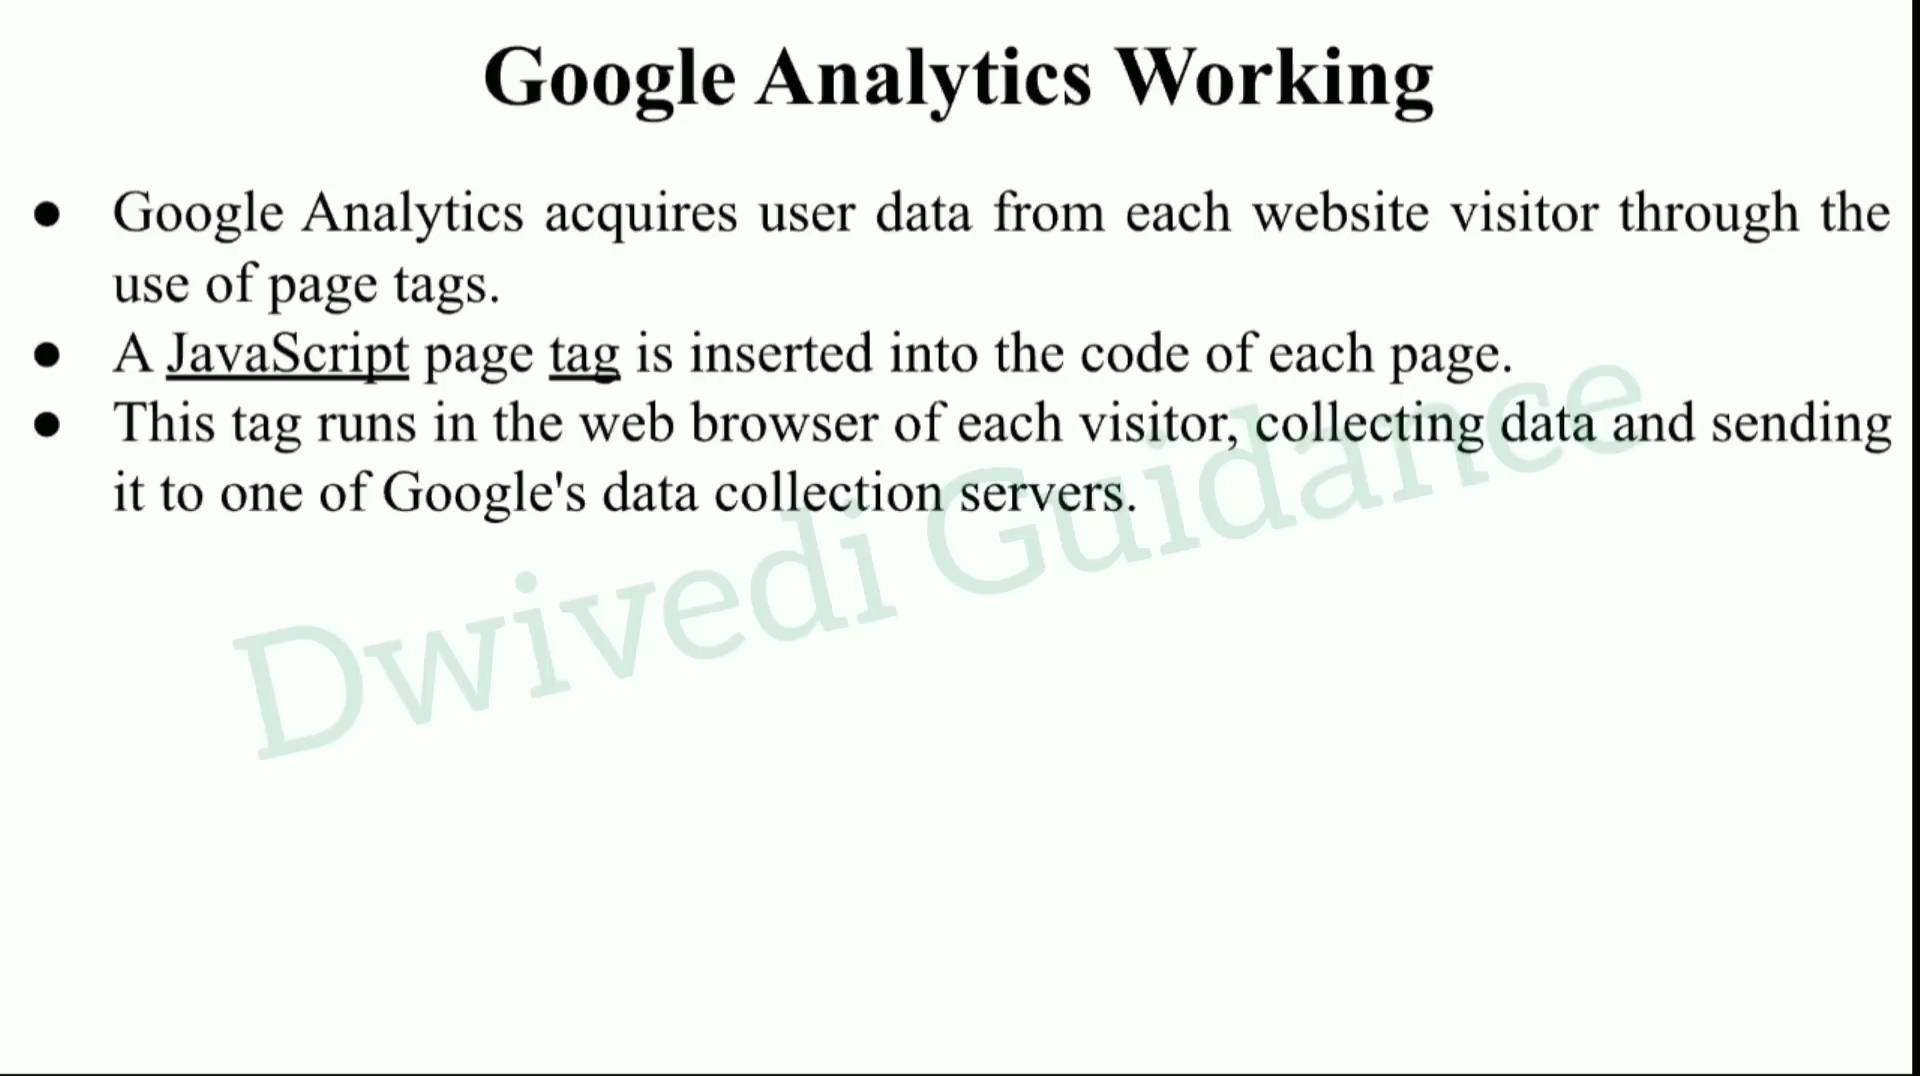 Google Analytics Working
● Google Analytics acquires user data from each website visitor through the
use of page tags.
● A JavaScript page tag is inserted into the code of each page.
● This tag runs in the web browser of each visitor, collecting data and sending
it to one of Google's data collection servers.
Dwivedi Guidance